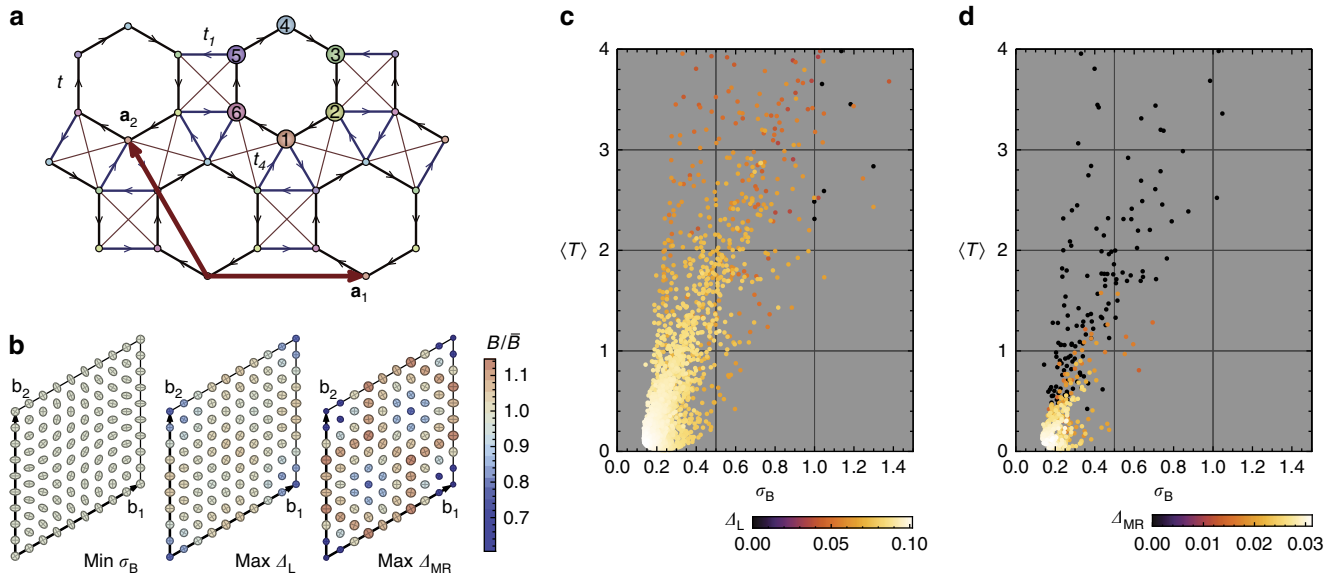 a
t₁
4
5
3
t
6
2
a₂
1
t₄
a₁
b
B/B̄
b₂
b₂
b₂
1.1
1.0
0.9
0.8
0.7
b₁
b₁
Min σ_B
Max Δ_L
Max Δ_MR
c
4
3
⟨T⟩ 2
1
0
0.0 0.2 0.4 0.6 0.8 1.0 1.2 1.4
σ_B
Δ_L
0.00 0.05 0.10
d
4
3
⟨T⟩ 2
1
0
0.0 0.2 0.4 0.6 0.8 1.0 1.2 1.4
σ_B
Δ_MR
0.00 0.01 0.02 0.03